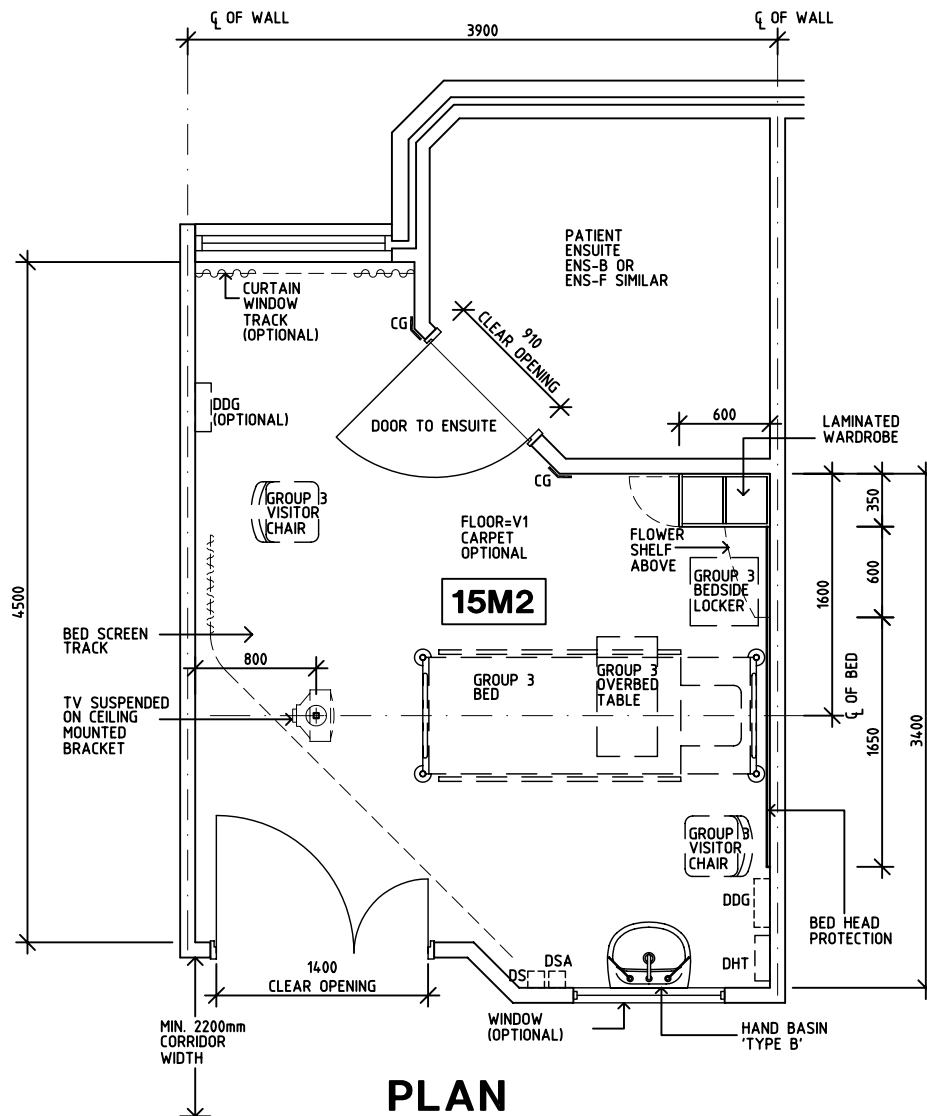 ℄ OF WALL
℄ OF WALL
3900
PATIENT
ENSUITE
ENS-B OR
ENS-F SIMILAR
CURTAIN
WINDOW
TRACK
(OPTIONAL)
CG
910
CLEAR OPENING
DDG
(OPTIONAL)
DOOR TO ENSUITE
600
LAMINATED
WARDROBE
CG
GROUP 3
VISITOR
CHAIR
FLOOR=V1
CARPET
OPTIONAL
FLOWER
SHELF
ABOVE
350
600
1600
GROUP 3
BEDSIDE
LOCKER
15M2
4500
BED SCREEN
TRACK
800
GROUP 3
BED
GROUP 3
OVERBED
TABLE
℄ OF BED
TV SUSPENDED
ON CEILING
MOUNTED
BRACKET
1650
3400
GROUP 3
VISITOR
CHAIR
DDG
BED HEAD
PROTECTION
DHT
DS
DSA
1400
CLEAR OPENING
WINDOW
(OPTIONAL)
HAND BASIN
'TYPE B'
MIN. 2200mm
CORRIDOR
WIDTH
PLAN